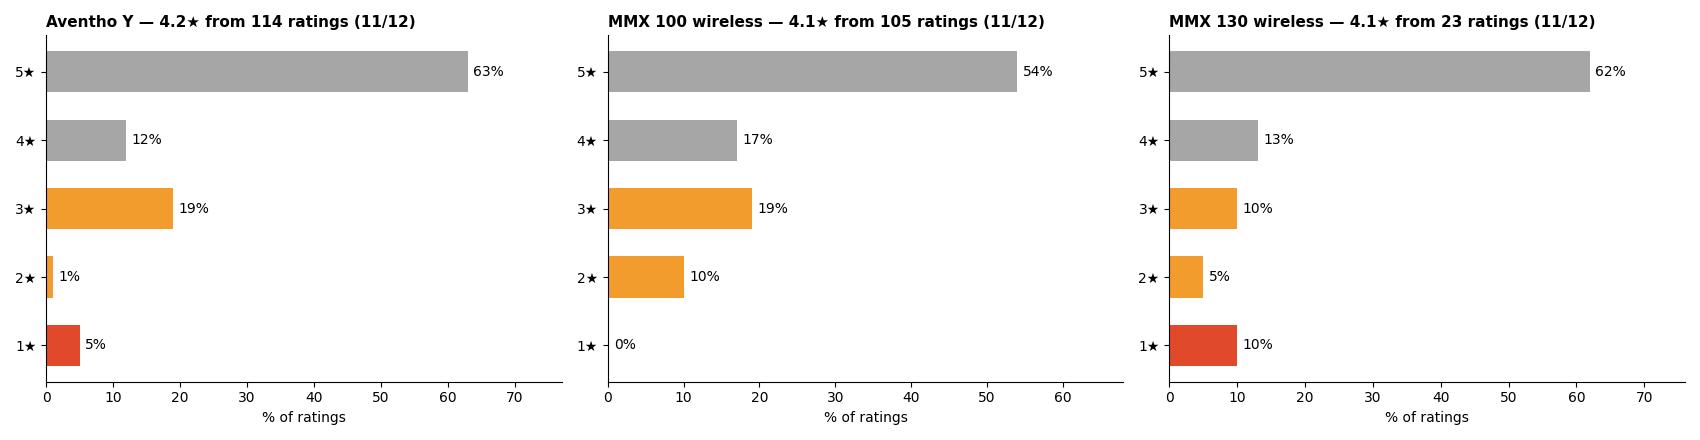 Aventho Y — 4.2★ from 114 ratings (11/12)
5★ 63%
4★ 12%
3★ 19%
2★ 1%
1★ 5%
0 10 20 30 40 50 60 70
% of ratings
MMX 100 wireless — 4.1★ from 105 ratings (11/12)
5★ 54%
4★ 17%
3★ 19%
2★ 10%
1★ 0%
0 10 20 30 40 50 60
% of ratings
MMX 130 wireless — 4.1★ from 23 ratings (11/12)
5★ 62%
4★ 13%
3★ 10%
2★ 5%
1★ 10%
0 10 20 30 40 50 60 70
% of ratings